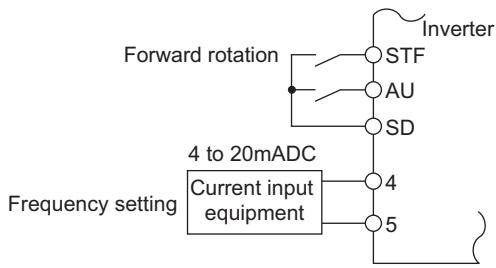 Inverter
Forward rotation
STF
AU
SD
4 to 20mADC
Frequency setting
Current input
equipment
4
5